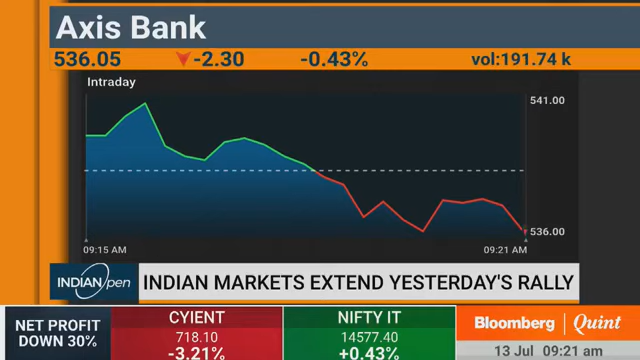 Axis Bank
536.05 -2.30 -0.43% vol:191.74 k
Intraday
541.00
536.00
09:15 AM 09:21 AM
INDIAN Open
INDIAN MARKETS EXTEND YESTERDAY'S RALLY
NET PROFIT
DOWN 30%
CYIENT
718.10
-3.21%
NIFTY IT
14577.40
+0.43%
Bloomberg | Quint
13 Jul 09:21 am